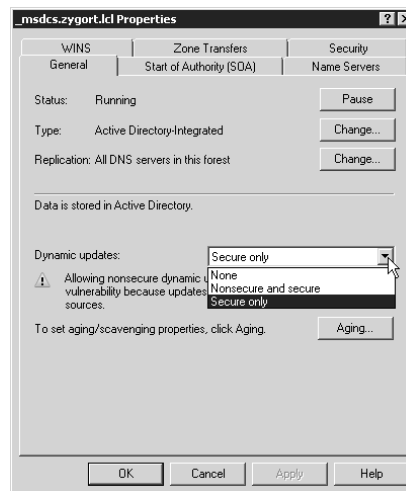 _msdcs.zygort.lcl Properties
WINS Zone Transfers Security
General Start of Authority (SOA) Name Servers
Status: Running Pause
Type: Active Directory-Integrated Change...
Replication: All DNS servers in this forest Change...
Data is stored in Active Directory.
Dynamic updates: Secure only
None
Nonsecure and secure
Secure only
Allowing nonsecure dynamic
vulnerability because updates
sources.
To set aging/scavenging properties, click Aging. Aging...
OK Cancel Apply Help